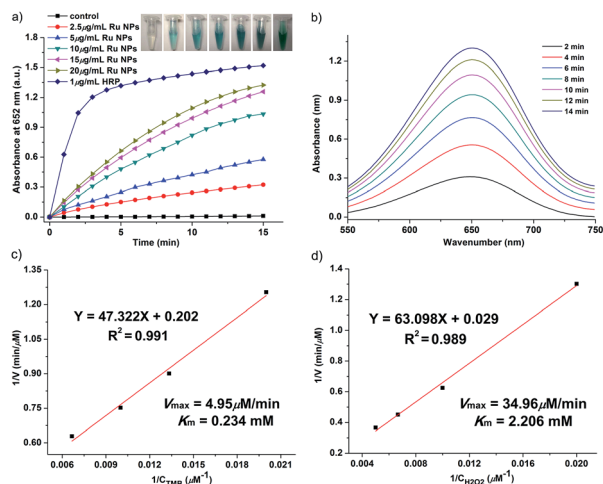 a)
control
2.5µg/mL Ru NPs
5µg/mL Ru NPs
10µg/mL Ru NPs
15µg/mL Ru NPs
20µg/mL Ru NPs
1µg/mL HRP
Absorbance at 652 nm (a.u.)
1.8
1.5
1.2
0.9
0.6
0.3
0.0
0
5
10
15
Time (min)
b)
2 min
4 min
6 min
8 min
10 min
12 min
14 min
Absorbance (nm)
1.2
0.9
0.6
0.3
0.0
550
600
650
700
750
Wavenumber (nm)
c)
1/V (min/µM)
1.35
1.20
1.05
0.90
0.75
0.60
Y = 47.322X + 0.202
R² = 0.991
Vmax = 4.95µM/min
Km = 0.234 mM
0.006
0.009
0.012
0.015
0.018
0.021
1/CTMB (µM⁻¹)
d)
1/V (min/µM)
1.4
1.2
1.0
0.8
0.6
0.4
0.2
Y = 63.098X + 0.029
R² = 0.989
Vmax = 34.96µM/min
Km = 2.206 mM
0.004
0.008
0.012
0.016
0.020
1/CH2O2 (µM⁻¹)